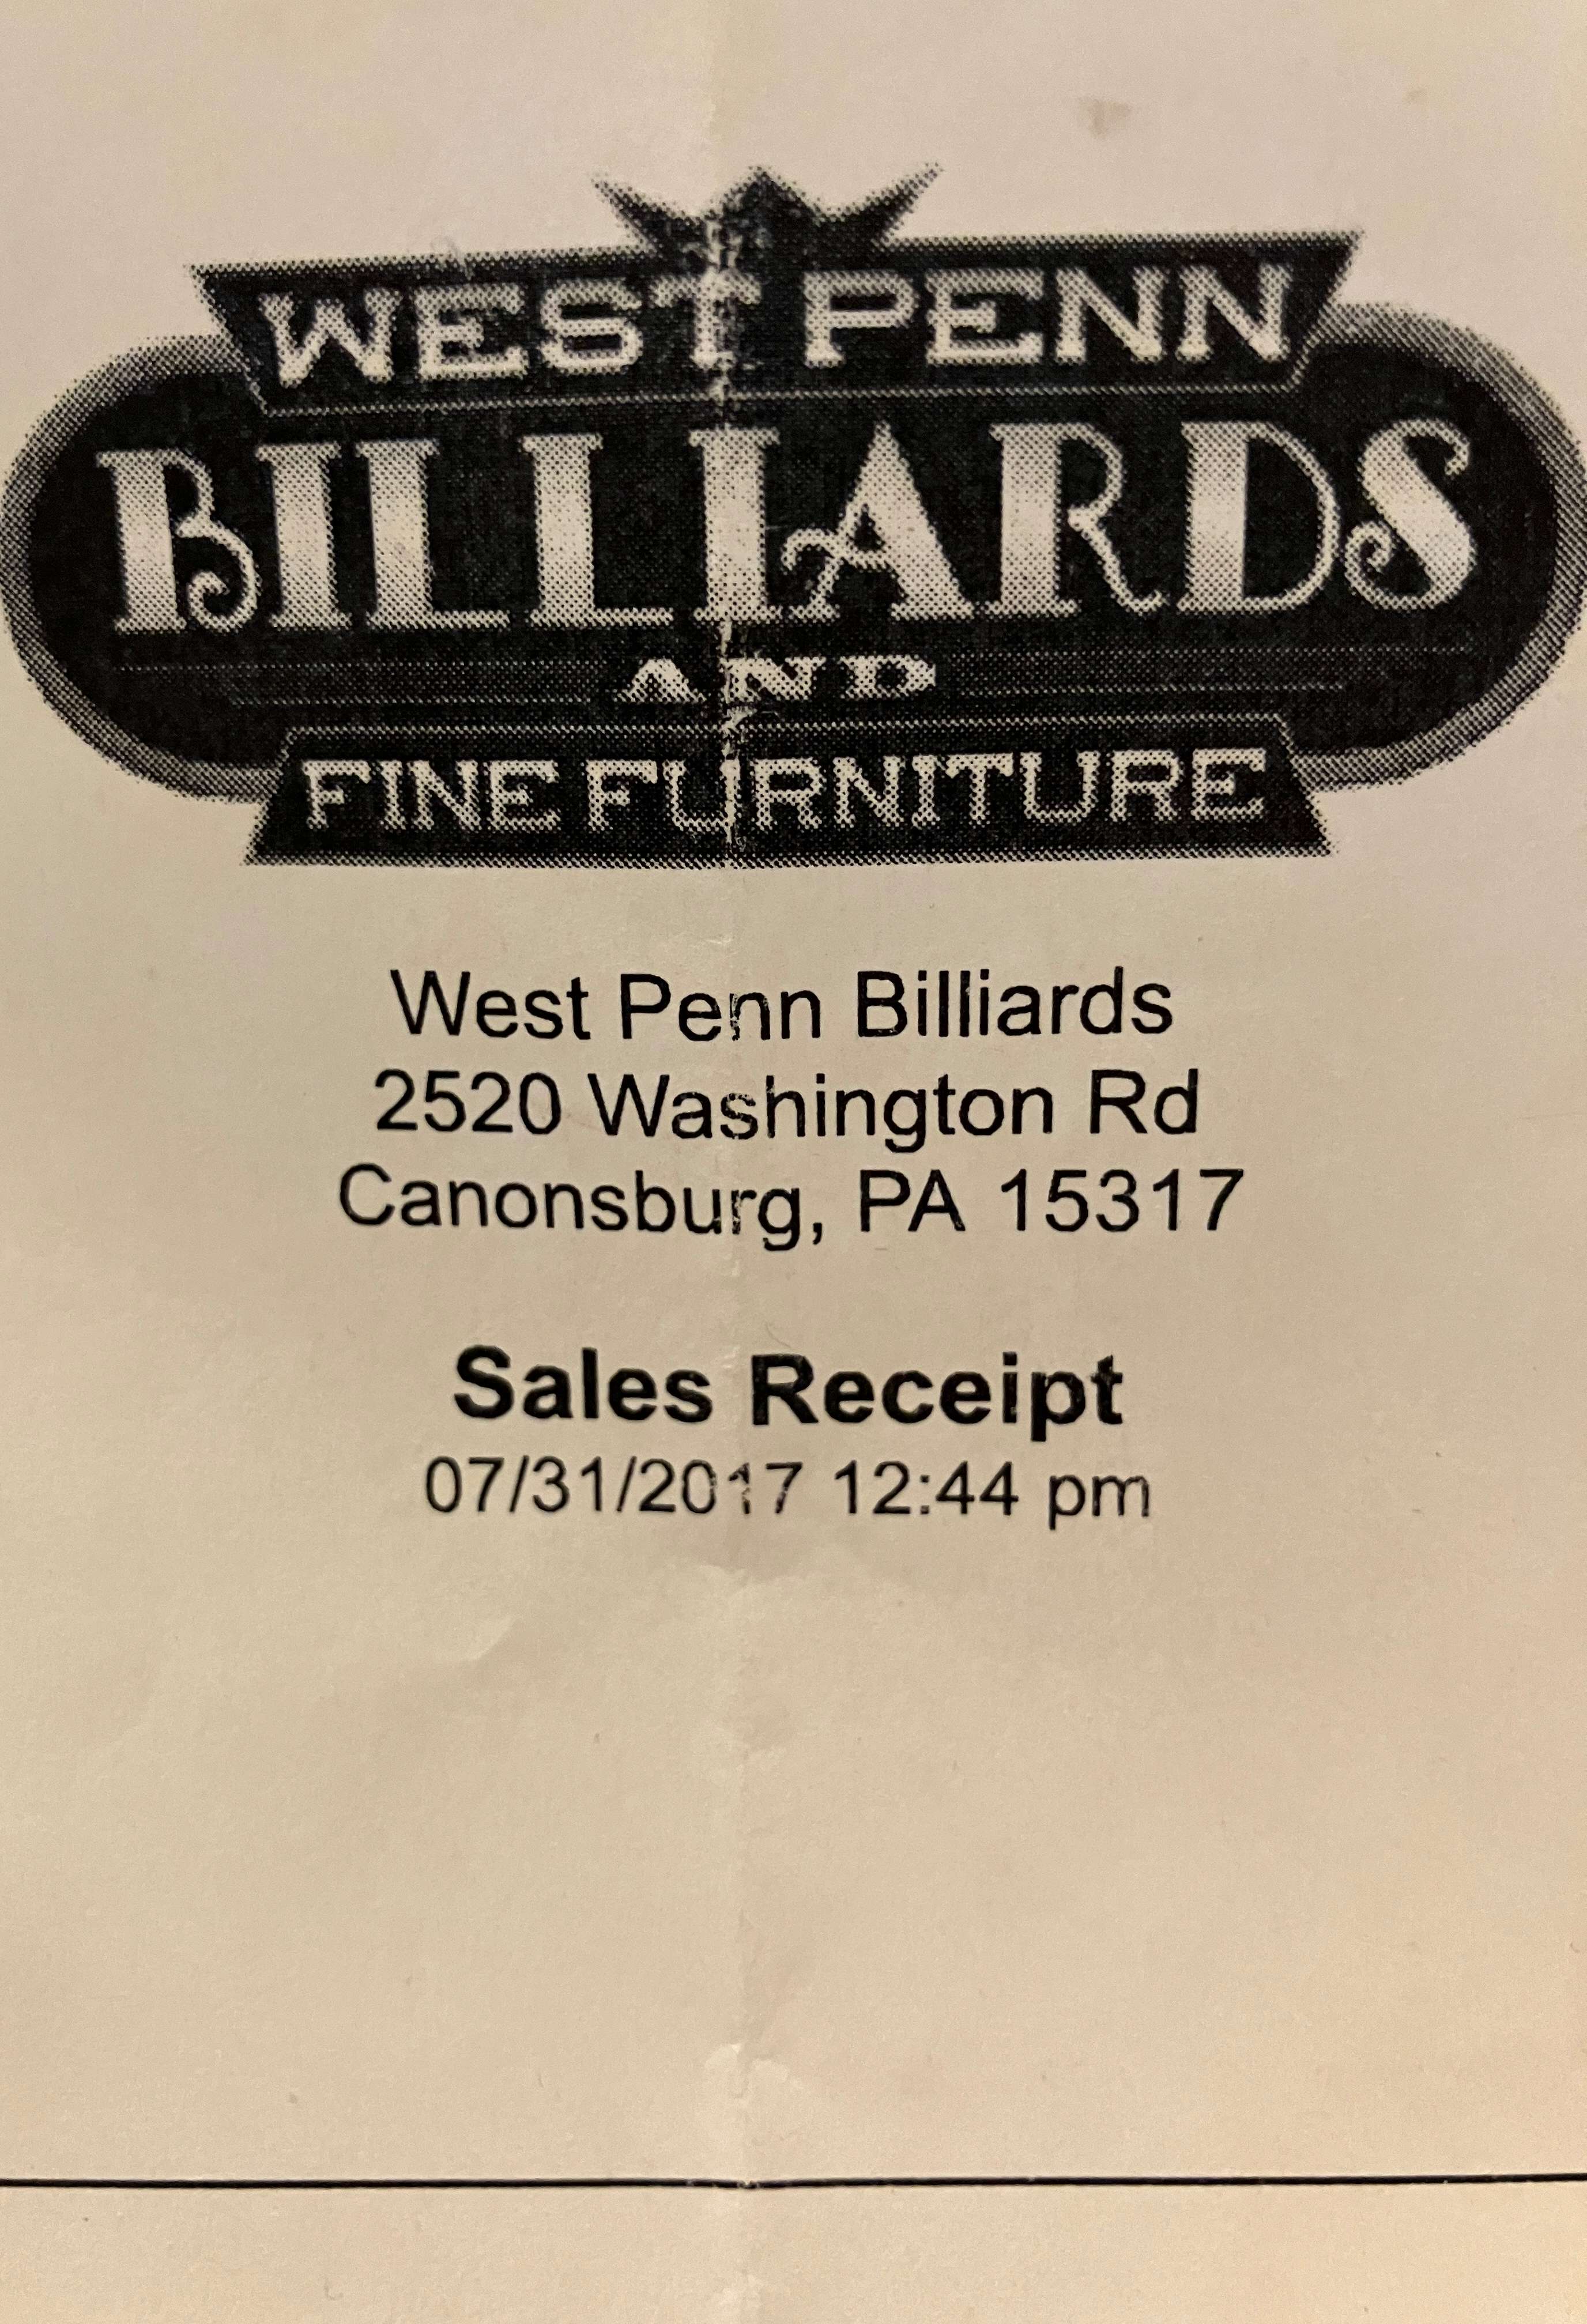 WEST PENN
BILLIARDS
AND
FINE FURNITURE
West Penn Billiards
2520 Washington Rd
Canonsburg, PA 15317
Sales Receipt
07/31/2017 12:44 pm